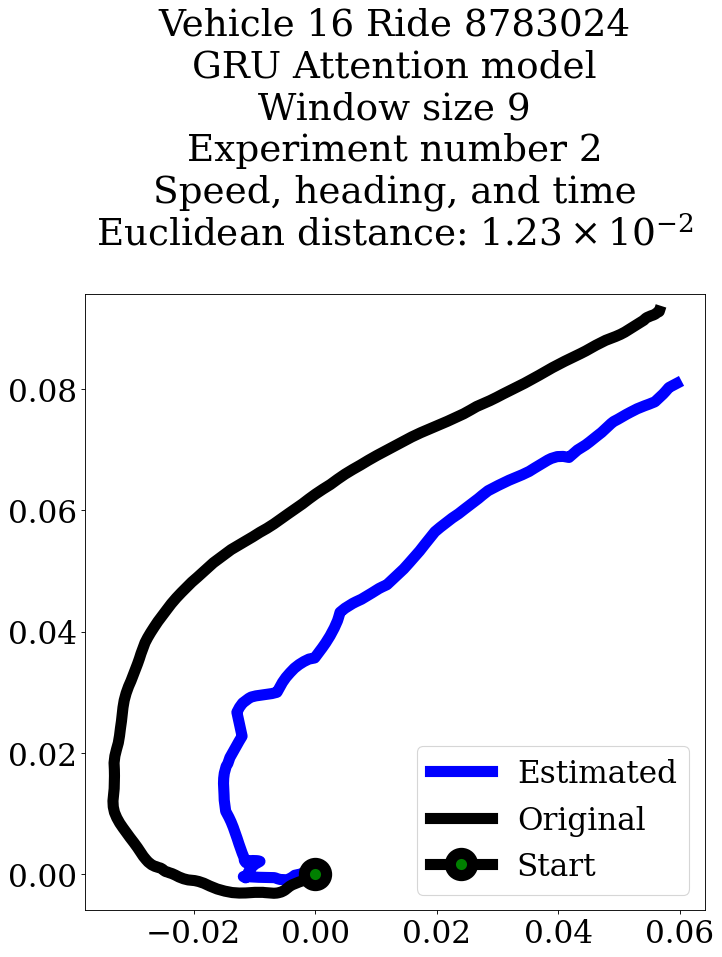 Vehicle 16 Ride 8783024
GRU Attention model
Window size 9
Experiment number 2
Speed, heading, and time
Euclidean distance: 1.23 × 10⁻²
0.08
0.06
0.04
0.02
0.00
Estimated
Original
Start
−0.02 0.00 0.02 0.04 0.06